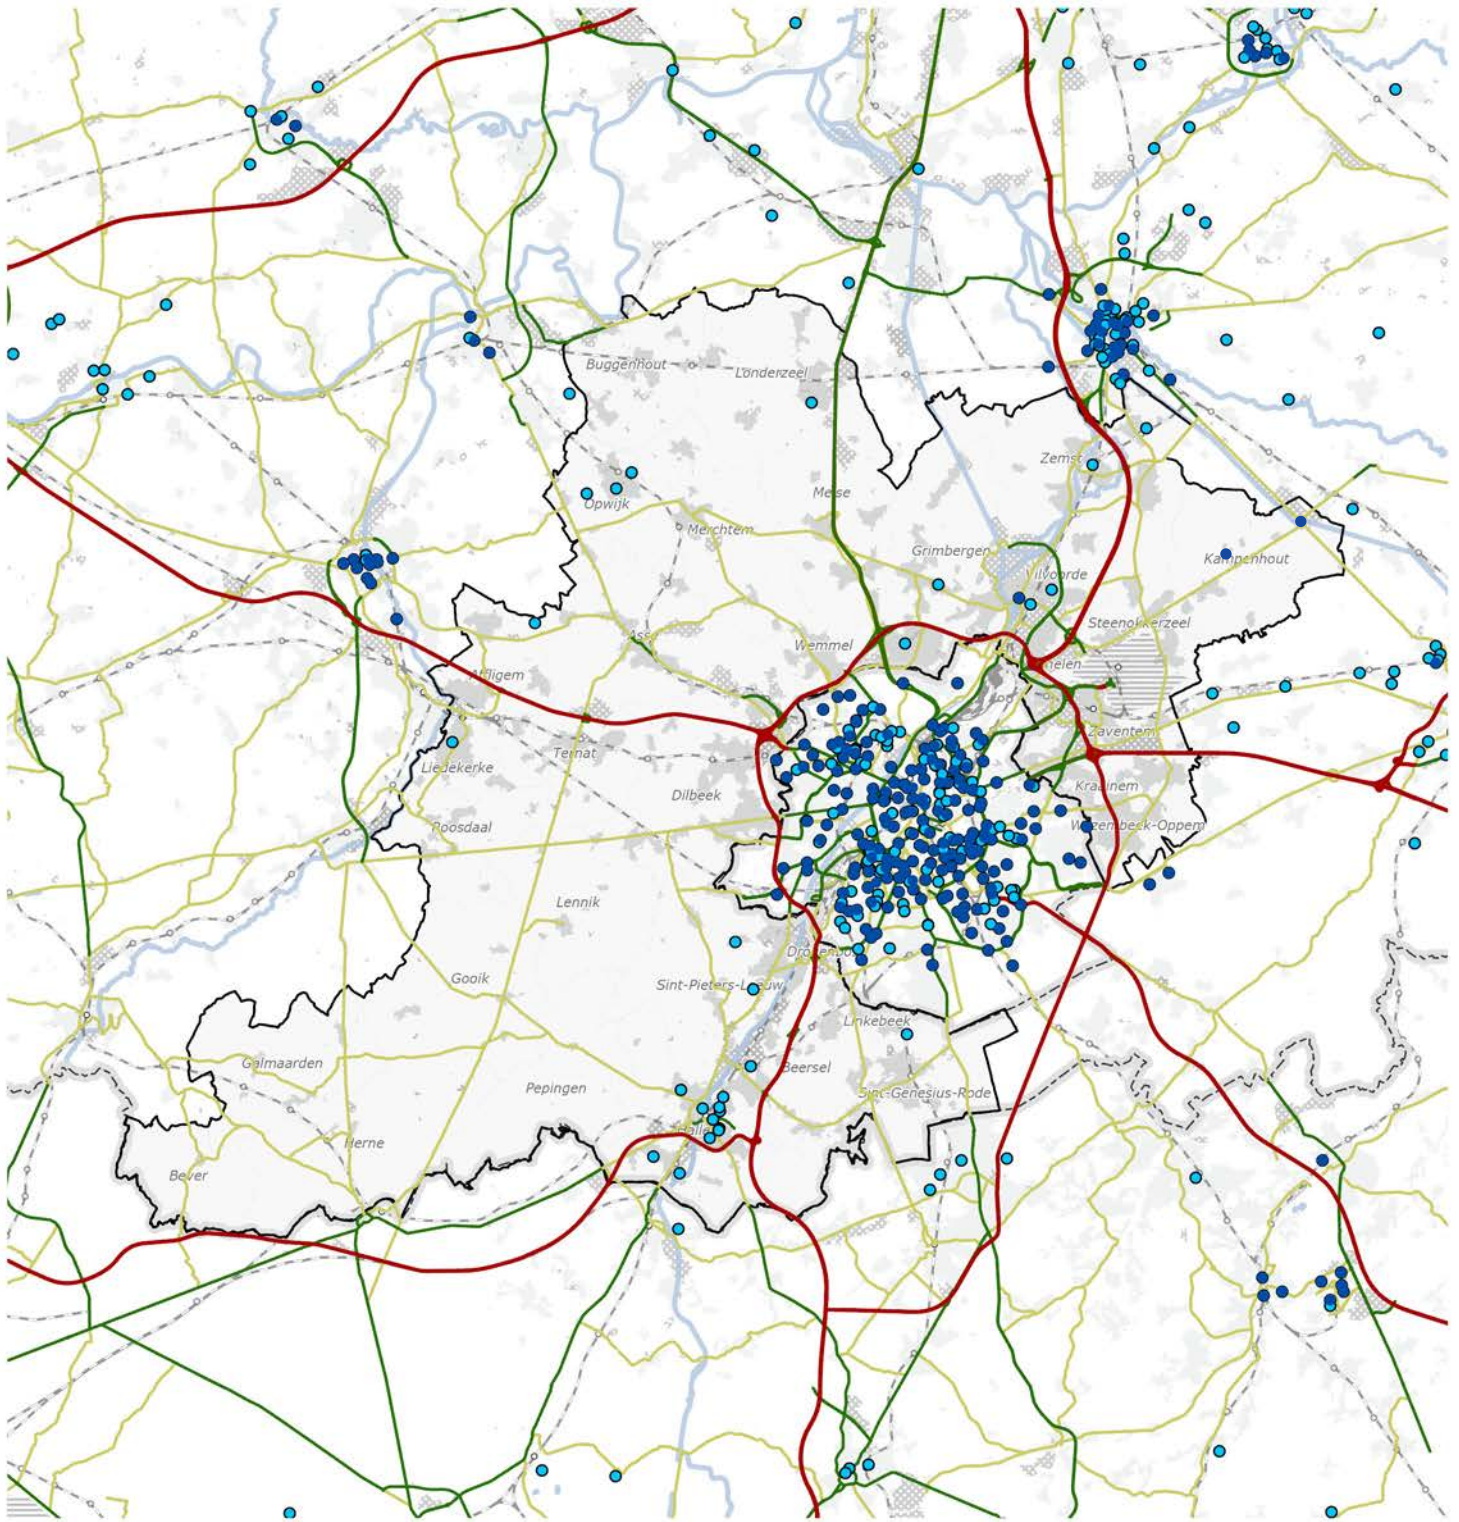 Buggenhout
Londerzeel
Zemst
Opwijk
Meise
Merchtem
Grimbergen
Kampenhout
Vilvoorde
Steenokkerzeel
Asse
Wemmel
Affligem
Zaventem
Ternat
Liedekerke
Kraainem
Dilbeek
Roosdaal
Wezembeek-Oppem
Lennik
Drogenbos
Gooik
Sint-Pieters-Leeuw
Linkebeek
Galmaarden
Beersel
Pepingen
Sint-Genesius-Rode
Halle
Herne
Bever